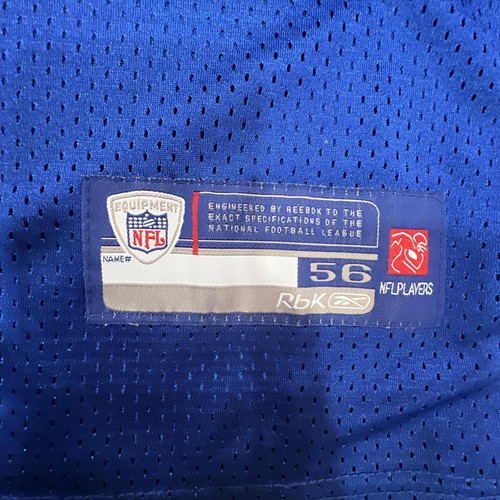 EQUIPMENT
NFL
ENGINEERED BY REEBOK TO THE
EXACT SPECIFICATIONS OF THE
NATIONAL FOOTBALL LEAGUE
NAME#
56
RbK
NFLPLAYERS